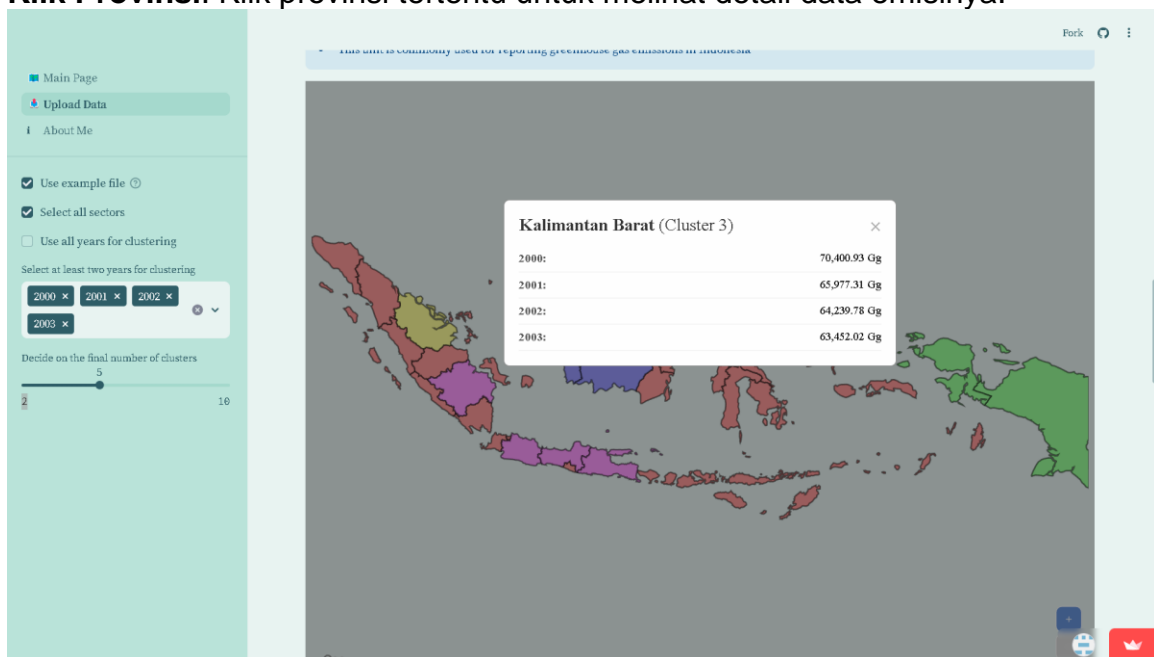 Klik Provinsi: Klik provinsi tertentu untuk melihat detail data emisinya.
Fork
This unit is commonly used for reporting greenhouse gas emissions in Indonesia
Main Page
Upload Data
About Me
Use example file
Select all sectors
Use all years for clustering
Select at least two years for clustering
2000 × 2001 × 2002 ×
2003 ×
Decide on the final number of clusters
5
2 10
Kalimantan Barat (Cluster 3) ×
2000: 70,400.93 Gg
2001: 65,977.31 Gg
2002: 64,239.78 Gg
2003: 63,452.02 Gg
+